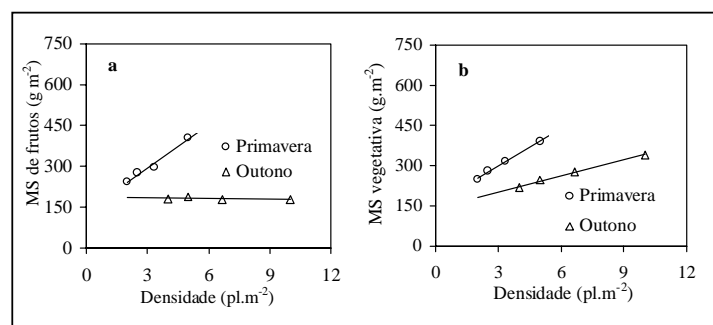 750
600
450
300
150
0
0
3
6
9
12
MS de frutos (g m⁻²)
Densidade (pl.m⁻²)
a
Primavera
Outono
750
600
450
300
150
0
0
3
6
9
12
MS vegetativa (g.m⁻²)
Densidade (pl.m⁻²)
b
Primavera
Outono